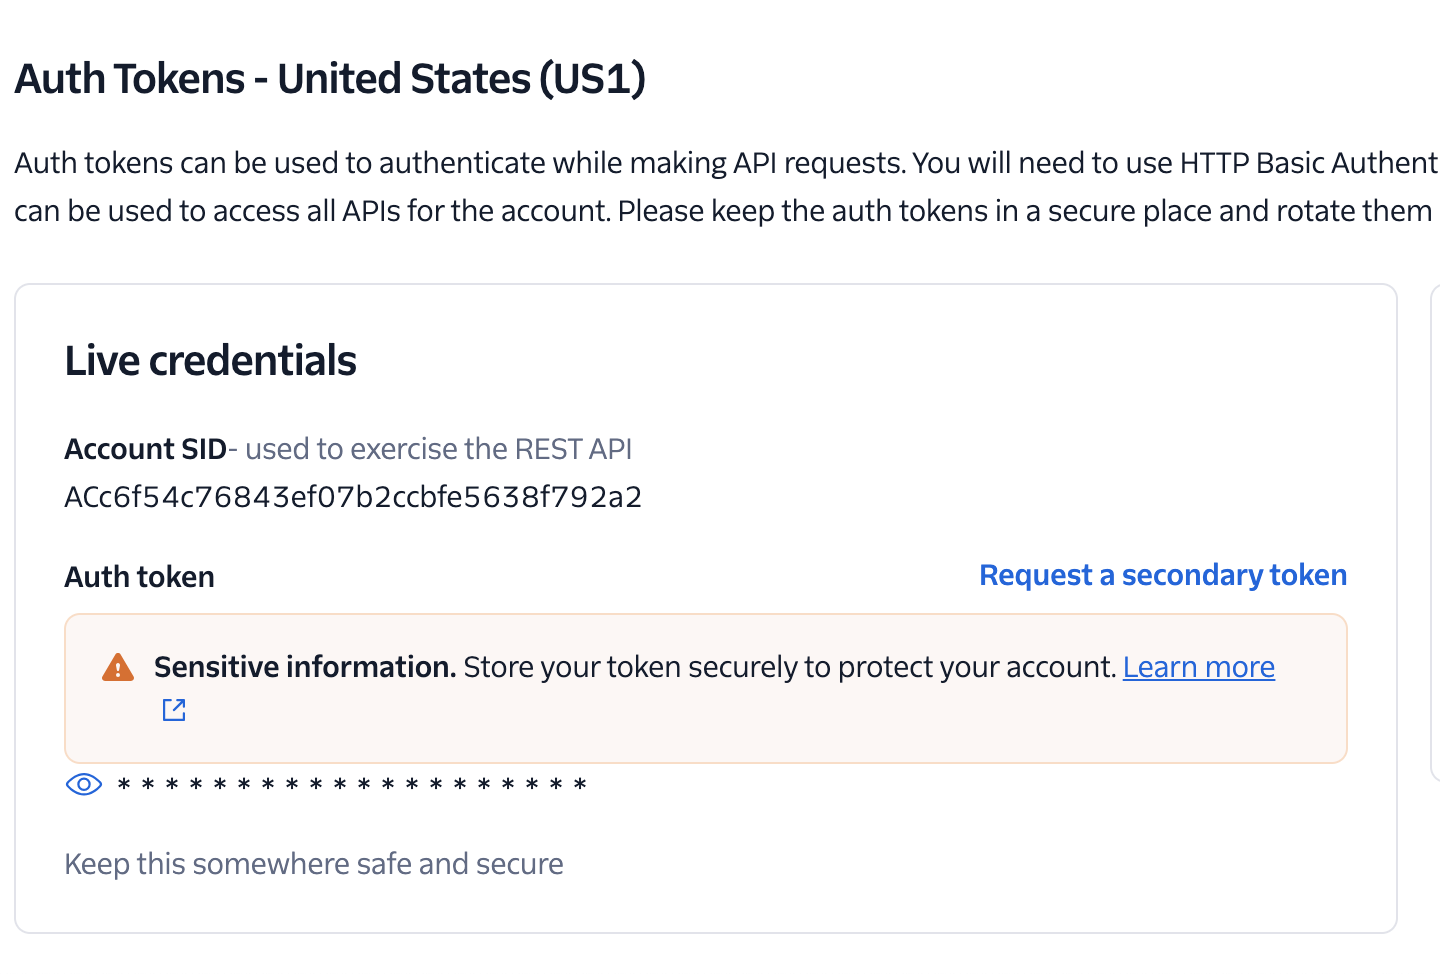 Auth Tokens - United States (US1)
Auth tokens can be used to authenticate while making API requests. You will need to use HTTP Basic Authent
can be used to access all APIs for the account. Please keep the auth tokens in a secure place and rotate them
Live credentials
Account SID- used to exercise the REST API
ACc6f54c76843ef07b2ccbfe5638f792a2
Auth token
Request a secondary token
Sensitive information. Store your token securely to protect your account. Learn more
* * * * * * * * * * * * * * * * * * * *
Keep this somewhere safe and secure